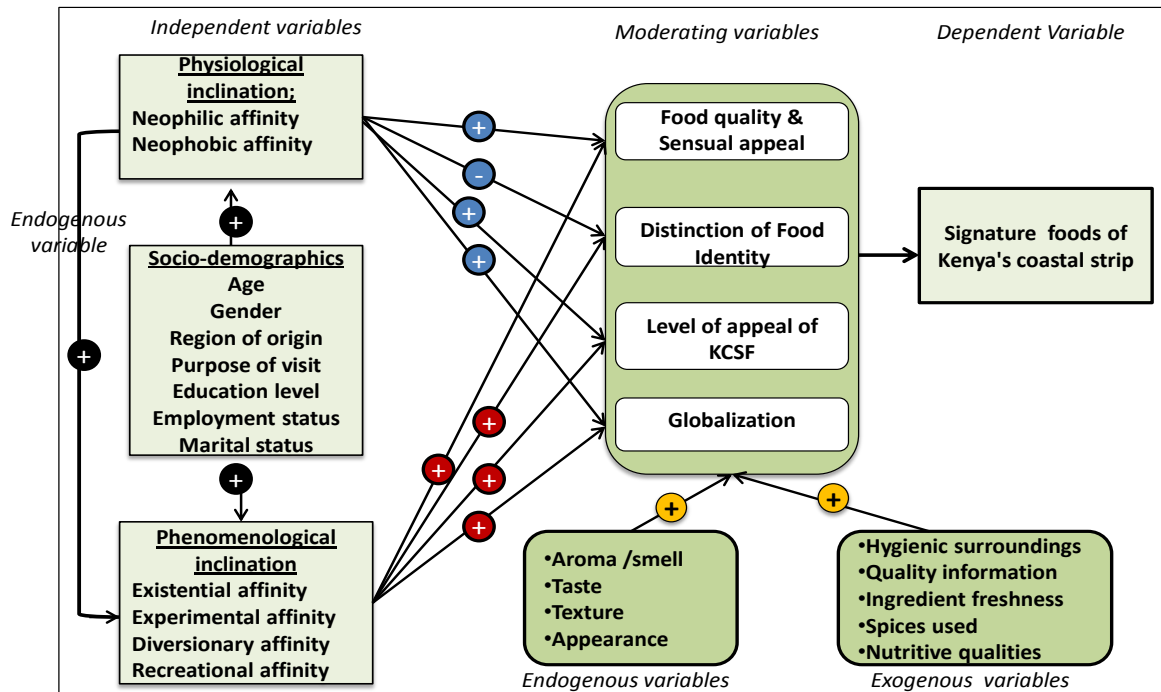 Independent variables
Moderating variables
Dependent Variable
Physiological
inclination;
Neophilic affinity
Neophobic affinity
Endogenous
variable
+
+
Socio-demographics
Age
Gender
Region of origin
Purpose of visit
Education level
Employment status
Marital status
+
Phenomenological
inclination
Existential affinity
Experimental affinity
Diversionary affinity
Recreational affinity
+
-
+
+
+
+
+
+
Food quality &
Sensual appeal
Distinction of Food
Identity
Level of appeal of
KCSF
Globalization
Signature foods of
Kenya's coastal strip
+
+
•Aroma /smell
•Taste
•Texture
•Appearance
Endogenous variables
•Hygienic surroundings
•Quality information
•Ingredient freshness
•Spices used
•Nutritive qualities
Exogenous variables